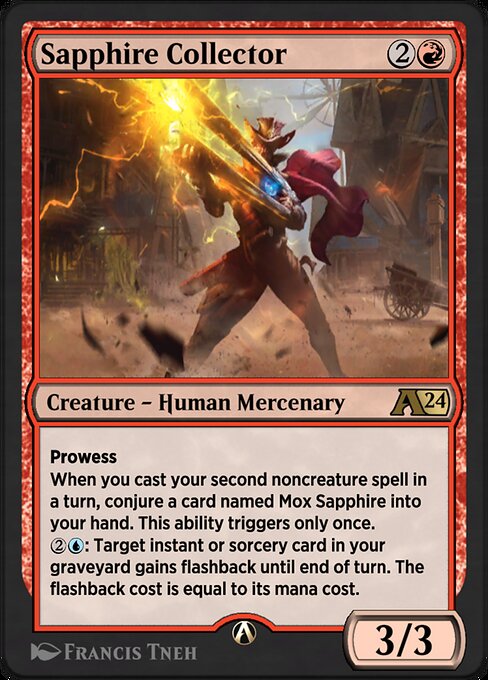 Sapphire Collector 2
Creature – Human Mercenary A24
Prowess
When you cast your second noncreature spell in
a turn, conjure a card named Mox Sapphire into
your hand. This ability triggers only once.
2: Target instant or sorcery card in your
graveyard gains flashback until end of turn. The
flashback cost is equal to its mana cost.
3/3
Francis Tneh